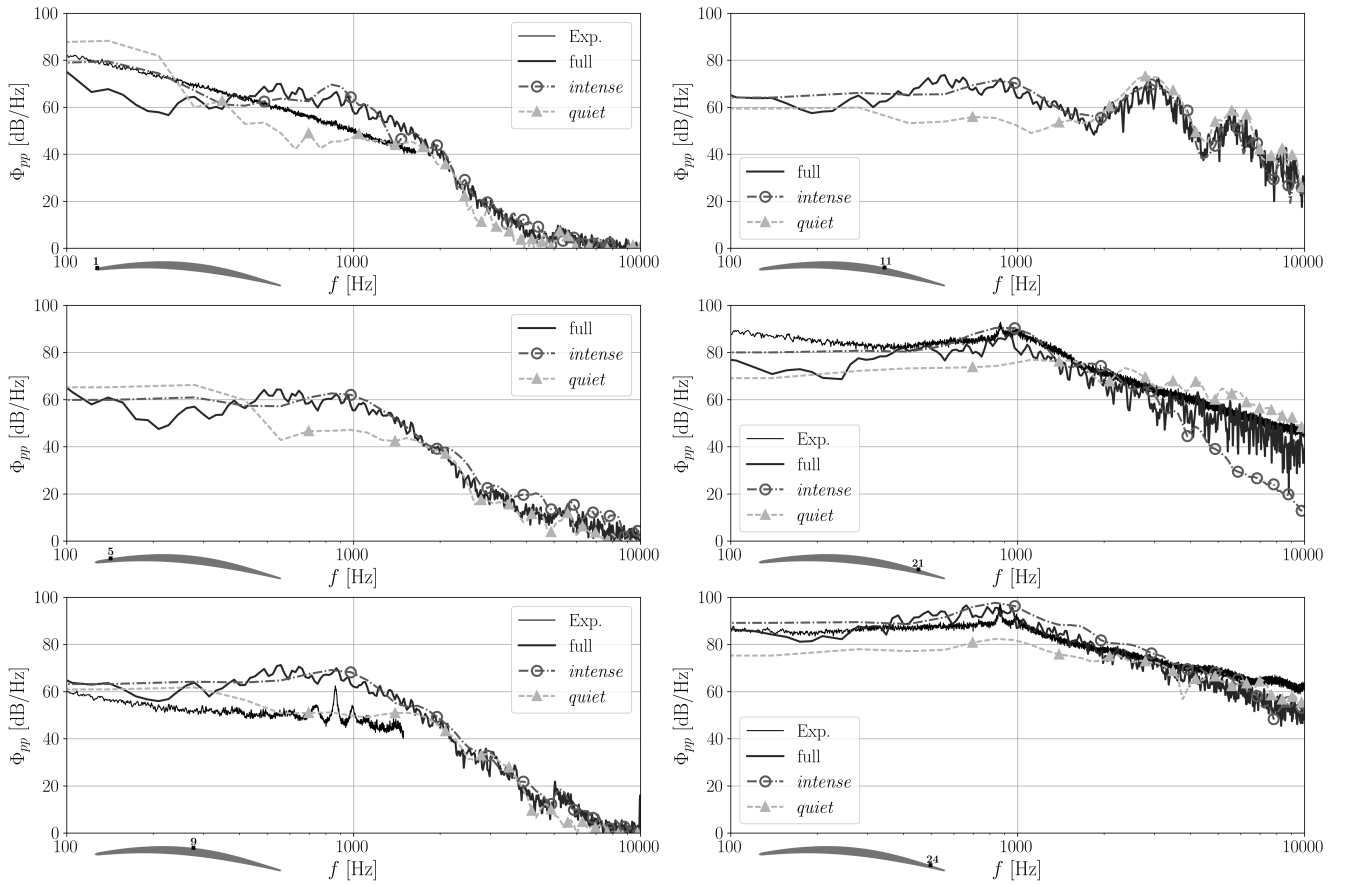 100
80
60
40
20
0
Φpp [dB/Hz]
Exp.
full
intense
quiet
100
1000
10000
1
f [Hz]
100
80
60
40
20
0
Φpp [dB/Hz]
full
intense
quiet
100
1000
10000
11
f [Hz]
100
80
60
40
20
0
Φpp [dB/Hz]
full
intense
quiet
100
1000
10000
5
f [Hz]
100
80
60
40
20
0
Φpp [dB/Hz]
Exp.
full
intense
quiet
100
1000
10000
21
f [Hz]
100
80
60
40
20
0
Φpp [dB/Hz]
Exp.
full
intense
quiet
100
1000
10000
9
f [Hz]
100
80
60
40
20
0
Φpp [dB/Hz]
Exp.
full
intense
quiet
100
1000
10000
24
f [Hz]